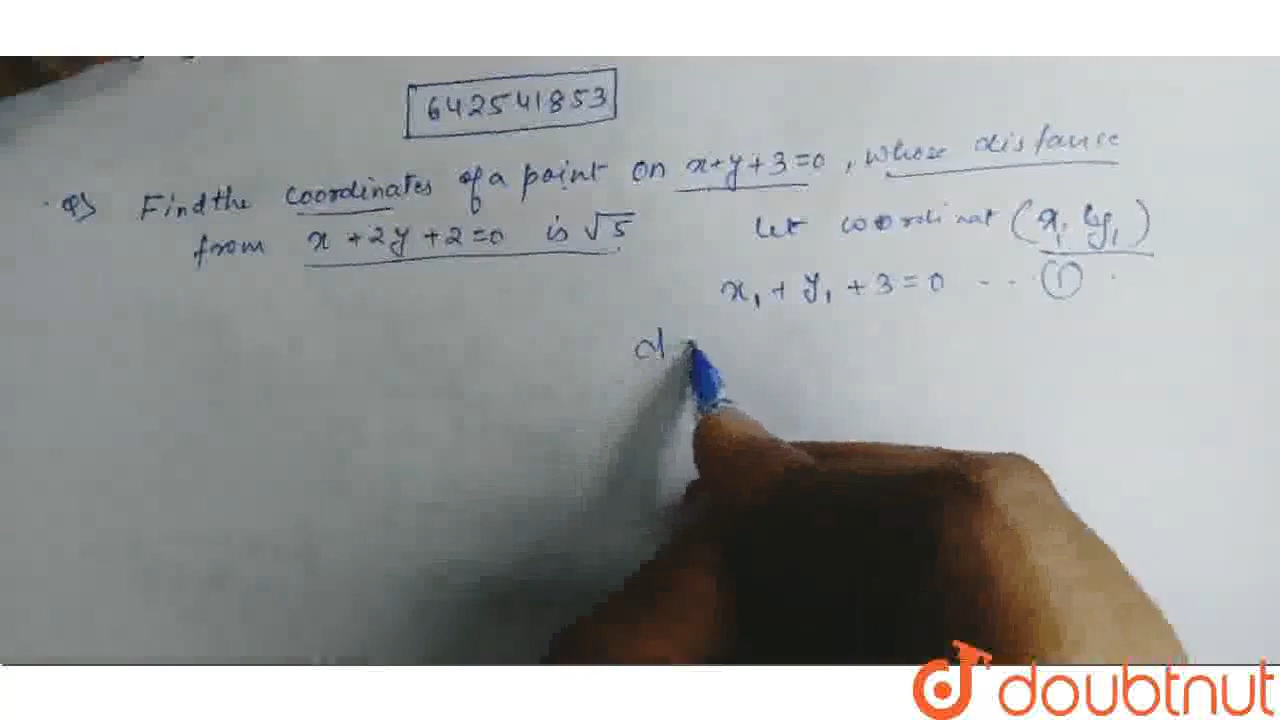 642541853
Q) Find the coordinates of a point on x+y+3=0, whose distance
from x+2y+2=0 is √5
let coordinat (x₁, y₁)
x₁ + y₁ + 3 = 0 -- ①
d =
doubtnut